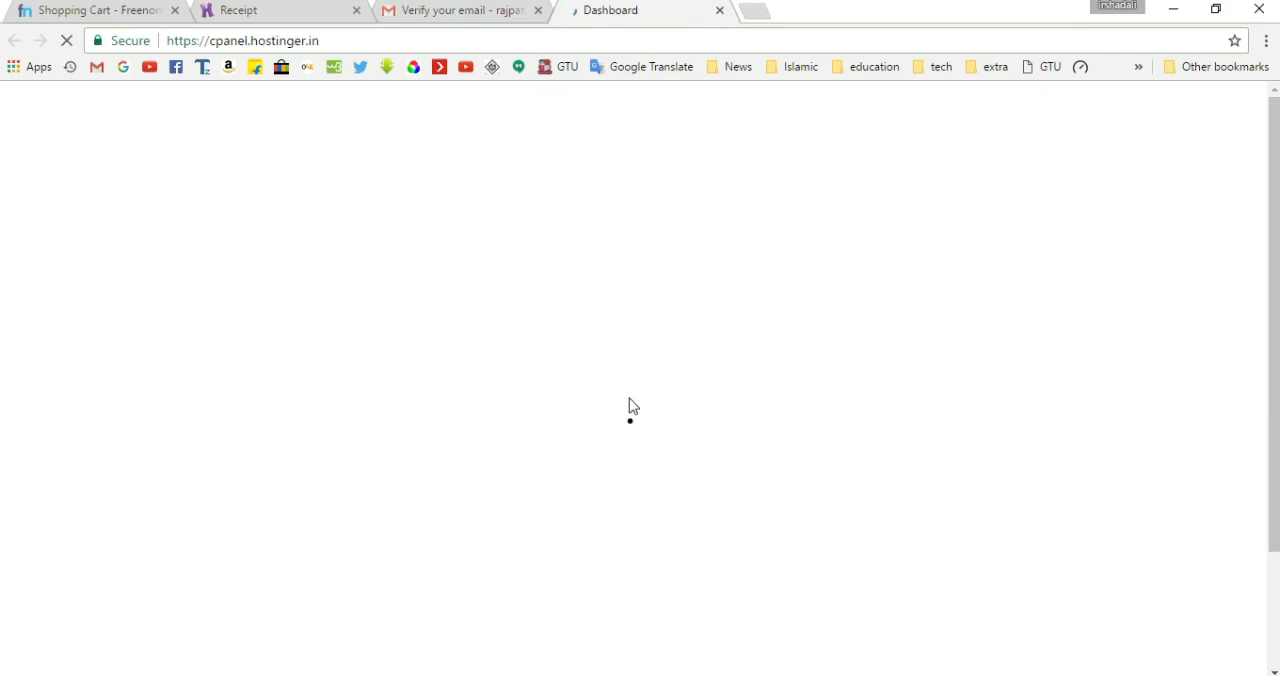 Shopping Cart - Freenom
Receipt
Verify your email - rajpat
Dashboard
irshadali
Secure
https://cpanel.hostinger.in
Apps
GTU
Google Translate
News
Islamic
education
tech
extra
GTU
»
Other bookmarks